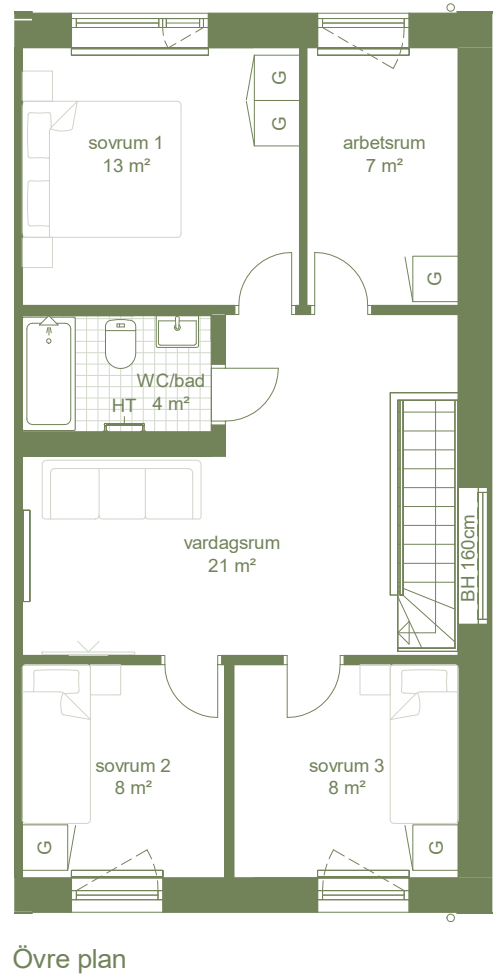 G
G
sovrum 1
13 m²
arbetsrum
7 m²
G
WC/bad
4 m²
HT
vardagsrum
21 m²
BH 160cm
sovrum 2
8 m²
sovrum 3
8 m²
G
G
Övre plan